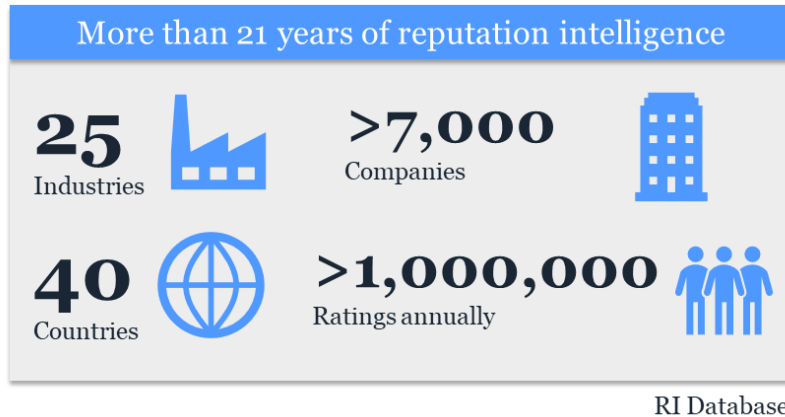 More than 21 years of reputation intelligence
25
Industries
>7,000
Companies
40
Countries
>1,000,000
Ratings annually
RI Database